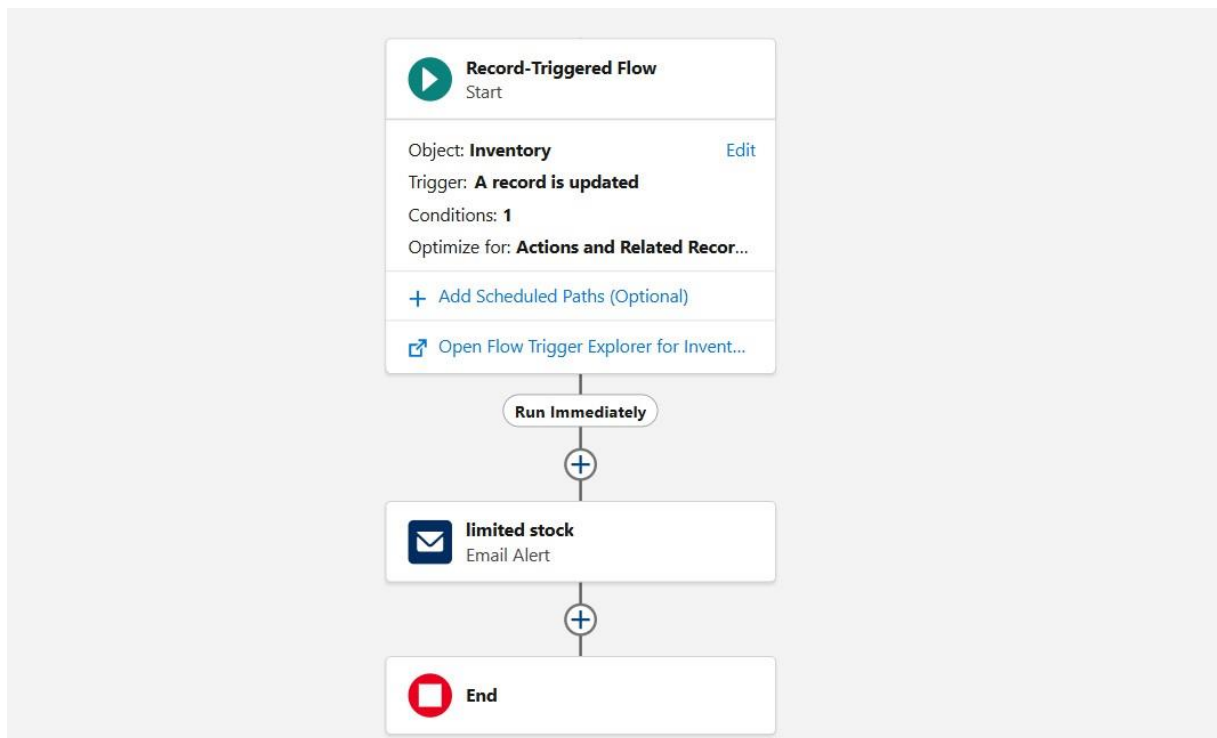 Record-Triggered Flow
Start
Object: Inventory Edit
Trigger: A record is updated
Conditions: 1
Optimize for: Actions and Related Recor...
Add Scheduled Paths (Optional)
Open Flow Trigger Explorer for Invent...
Run Immediately
limited stock
Email Alert
End